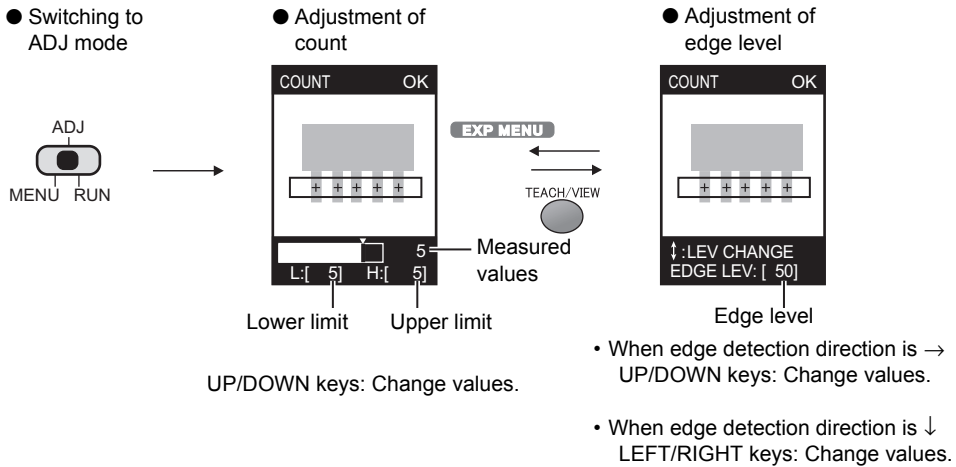 ● Switching to
ADJ mode
ADJ
MENU RUN
● Adjustment of
count
COUNT OK
+ + + + +
5
L:[ 5] H:[ 5]
Measured
values
Lower limit Upper limit
UP/DOWN keys: Change values.
EXP MENU
TEACH/VIEW
● Adjustment of
edge level
COUNT OK
+ + + + +
↕:LEV CHANGE
EDGE LEV: [ 50]
Edge level
• When edge detection direction is →
UP/DOWN keys: Change values.
• When edge detection direction is ↓
LEFT/RIGHT keys: Change values.